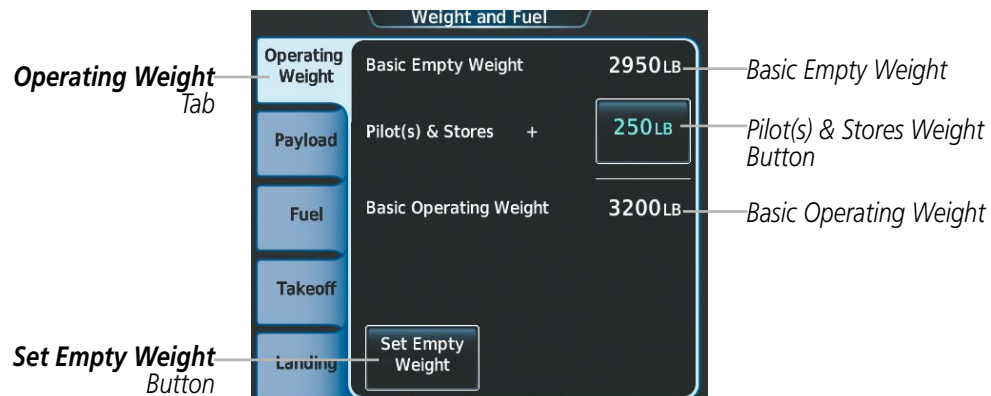 Weight and Fuel
Operating Weight
Tab
Operating
Weight
Basic Empty Weight 2950LB
Basic Empty Weight
Payload
Pilot(s) & Stores + 250LB
Pilot(s) & Stores Weight
Button
Fuel
Basic Operating Weight 3200LB
Basic Operating Weight
Takeoff
Set Empty Weight
Button
Landing
Set Empty
Weight